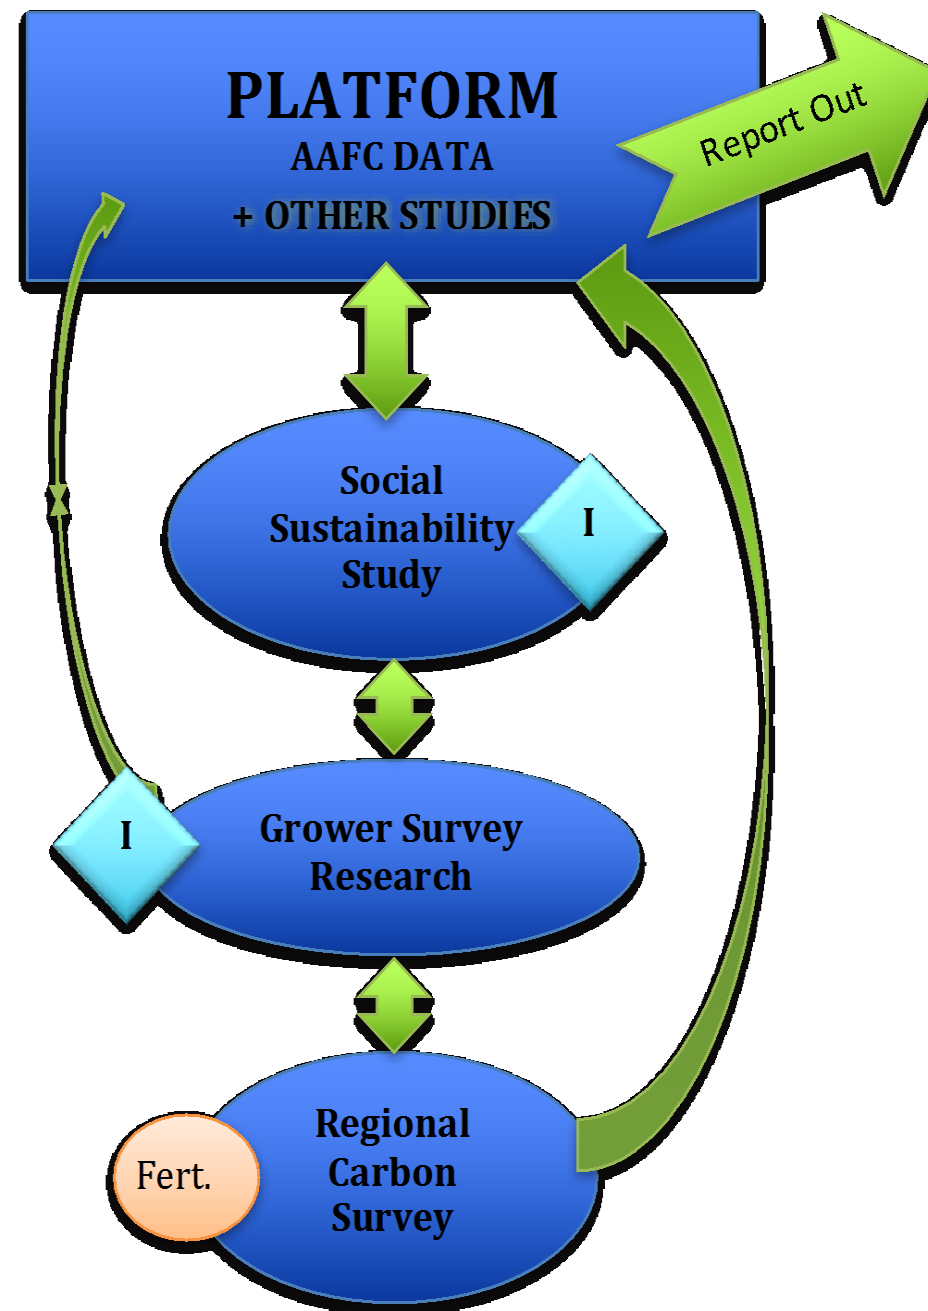 PLATFORM
AAFC DATA
+ OTHER STUDIES
Report Out
Social
Sustainability
Study
I
I
Grower Survey
Research
Regional
Carbon
Survey
Fert.